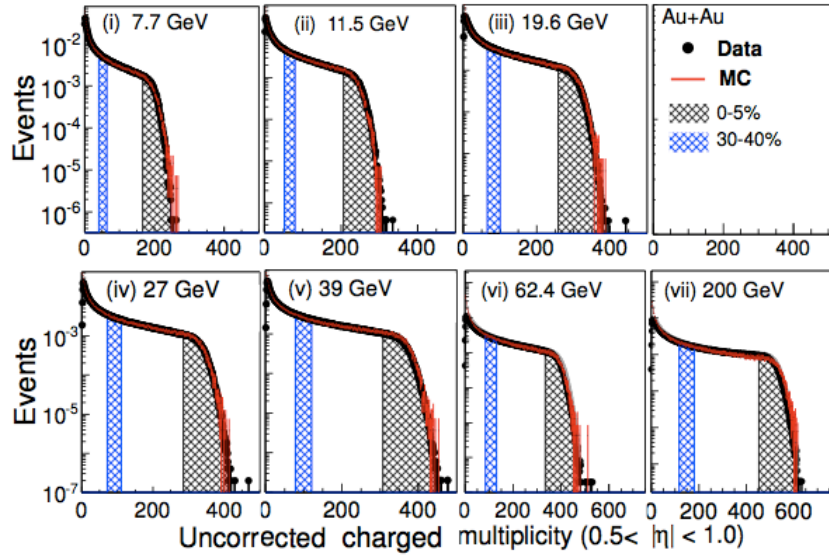 (i) 7.7 GeV
(ii) 11.5 GeV
(iii) 19.6 GeV
Au+Au
Data
MC
0-5%
30-40%
Events
10⁻²
10⁻³
10⁻⁴
10⁻⁵
10⁻⁶
0 200 400
0 200 400
0 200 400
0 200 400
(iv) 27 GeV
(v) 39 GeV
(vi) 62.4 GeV
(vii) 200 GeV
Events
10⁻³
10⁻⁵
10⁻⁷
0 200 400
0 200 400
0 200 400 600
0 200 400 600
Uncorrected charged multiplicity (0.5< |η| < 1.0)